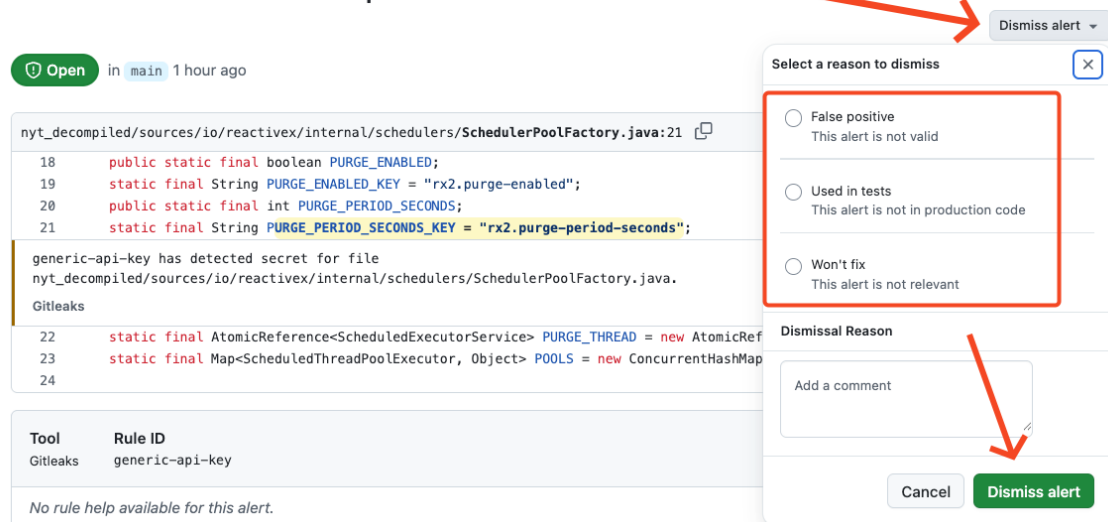 Dismiss alert
Open in main 1 hour ago
nyt_decompiled/sources/io/reactivex/internal/schedulers/SchedulerPoolFactory.java:21
18 public static final boolean PURGE_ENABLED;
19 static final String PURGE_ENABLED_KEY = "rx2.purge-enabled";
20 public static final int PURGE_PERIOD_SECONDS;
21 static final String PURGE_PERIOD_SECONDS_KEY = "rx2.purge-period-seconds";
generic-api-key has detected secret for file
nyt_decompiled/sources/io/reactivex/internal/schedulers/SchedulerPoolFactory.java.
Gitleaks
22 static final AtomicReference<ScheduledExecutorService> PURGE_THREAD = new AtomicRef
23 static final Map<ScheduledThreadPoolExecutor, Object> POOLS = new ConcurrentHashMap
24
Tool Rule ID
Gitleaks generic-api-key
No rule help available for this alert.
Select a reason to dismiss
False positive
This alert is not valid
Used in tests
This alert is not in production code
Won't fix
This alert is not relevant
Dismissal Reason
Add a comment
Cancel Dismiss alert